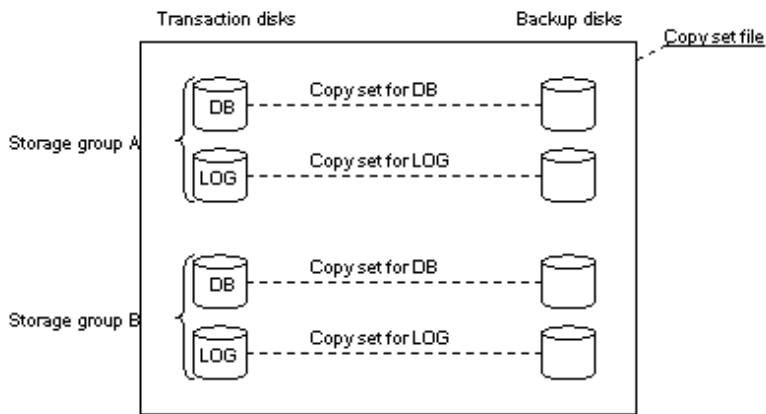 Transaction disks
Backup disks
Copy set file
Copy set for DB
DB
Storage group A
Copy set for LOG
LOG
Copy set for DB
DB
Storage group B
Copy set for LOG
LOG